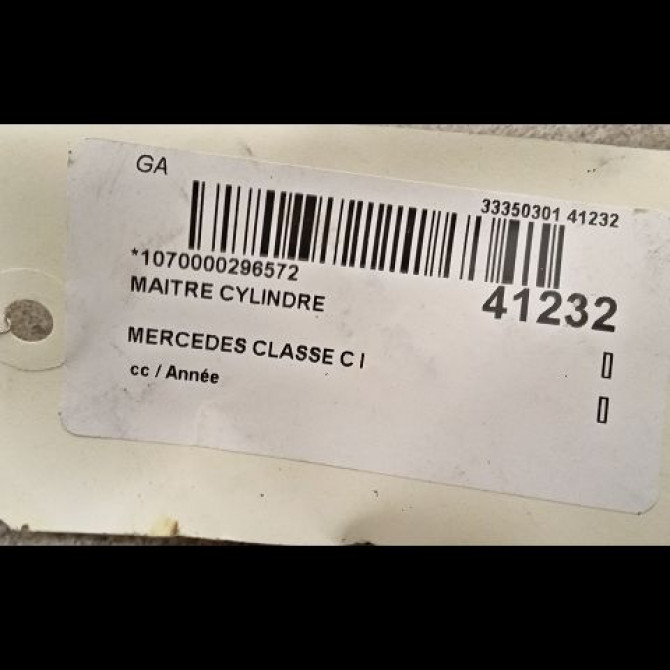 GA
33350301 41232
*1070000296572
41232
MAITRE CYLINDRE
MERCEDES CLASSE C I
cc / Année